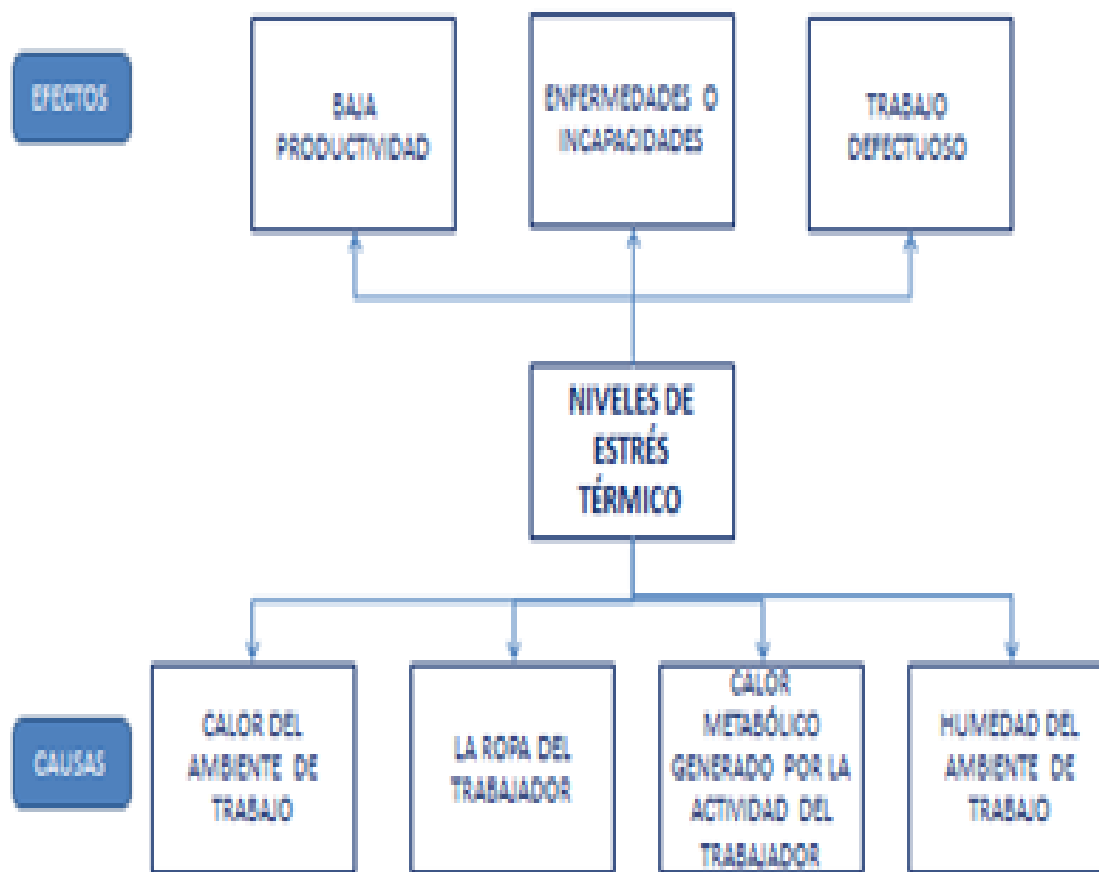 EFECTOS
BAJA
PRODUCTIVIDAD
ENFERMEDADES O
INCAPACIDADES
TRABAJO
DEFECTUOSO
NIVELES DE
ESTRÉS
TÉRMICO
CAUSAS
CALOR DEL
AMBIENTE DE
TRABAJO
LA ROPA DEL
TRABAJADOR
CALOR
METABÓLICO
GENERADO POR LA
ACTIVIDAD DEL
TRABAJADOR
HUMEDAD DEL
AMBIENTE DE
TRABAJO